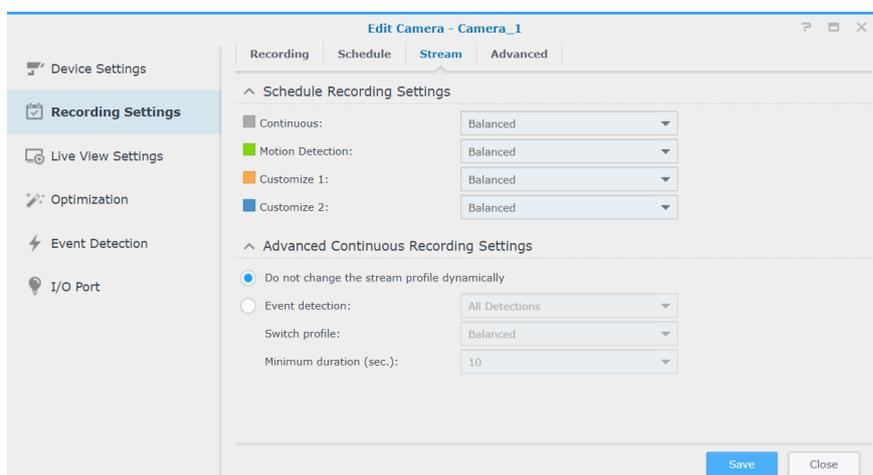 Edit Camera - Camera_1
Device Settings
Recording Settings
Live View Settings
Optimization
Event Detection
I/O Port
Recording Schedule Stream Advanced
Schedule Recording Settings
Continuous: Balanced
Motion Detection: Balanced
Customize 1: Balanced
Customize 2: Balanced
Advanced Continuous Recording Settings
Do not change the stream profile dynamically
Event detection: All Detections
Switch profile: Balanced
Minimum duration (sec.): 10
Save Close